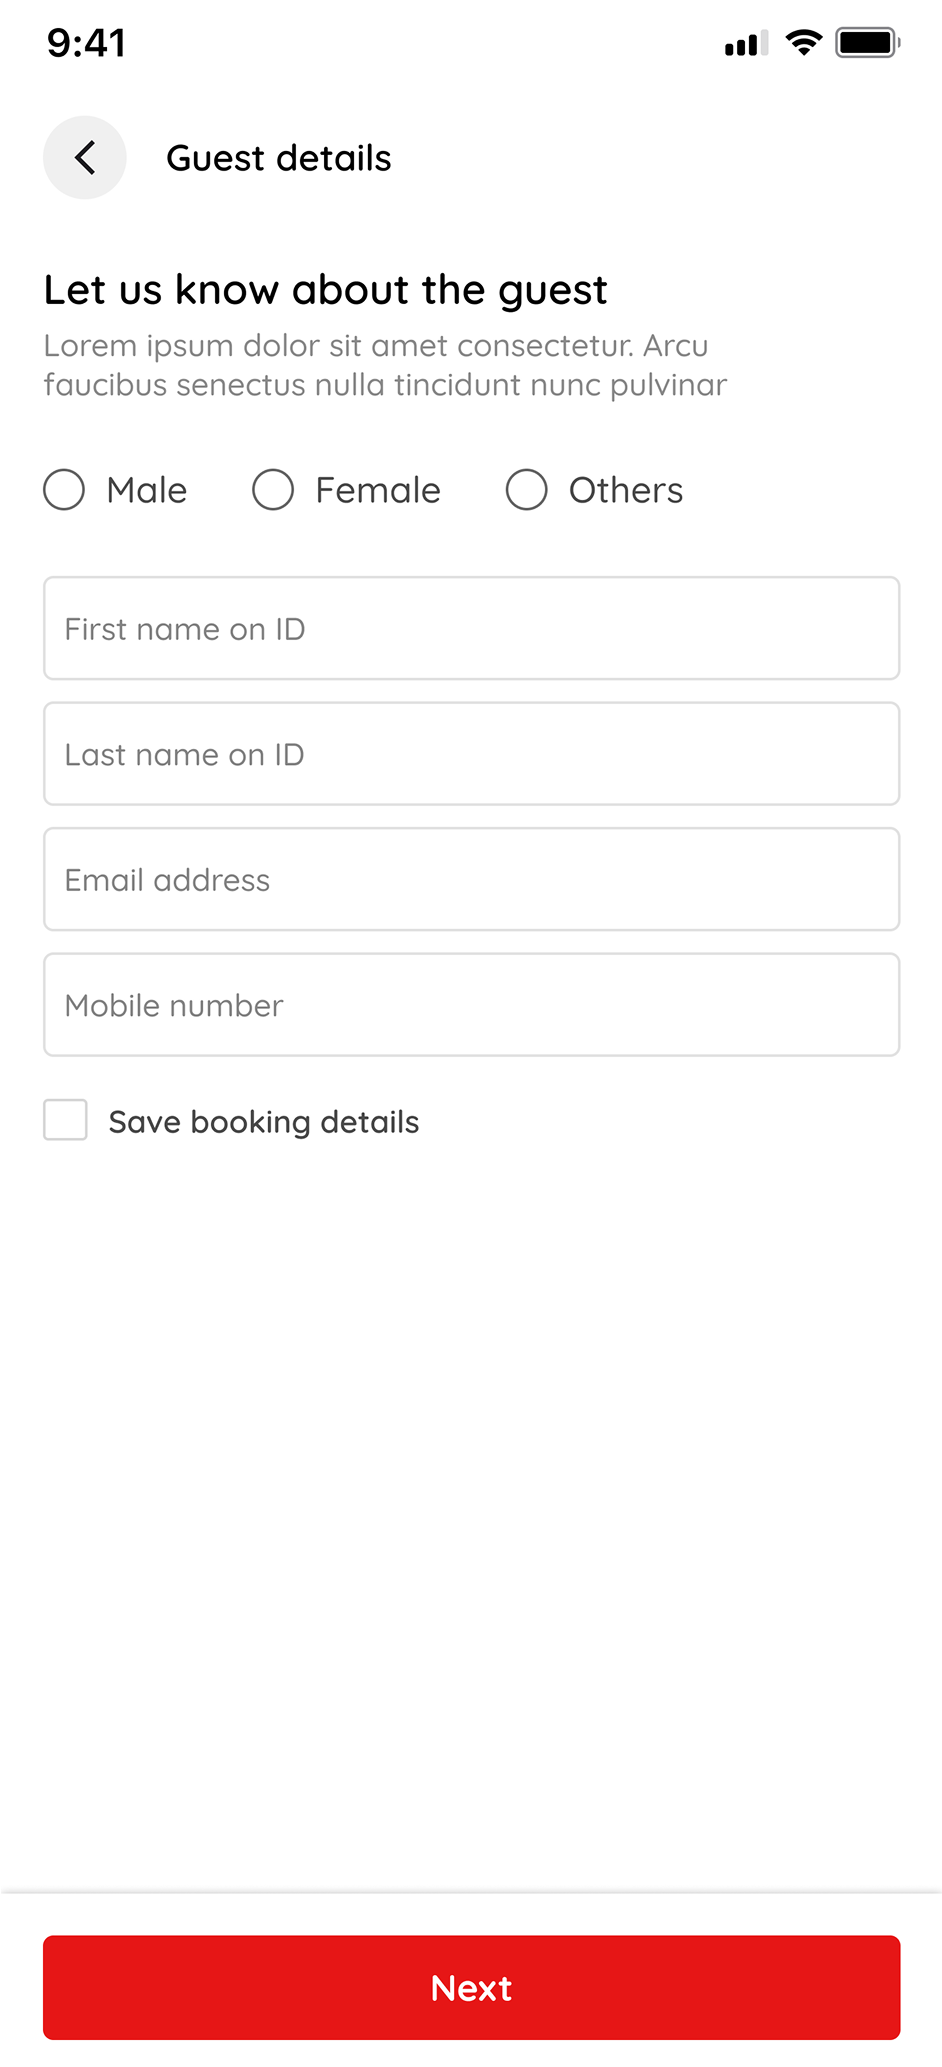 9:41
Guest details
Let us know about the guest
Lorem ipsum dolor sit amet consectetur. Arcu
faucibus senectus nulla tincidunt nunc pulvinar
Male Female Others
First name on ID
Last name on ID
Email address
Mobile number
Save booking details
Next